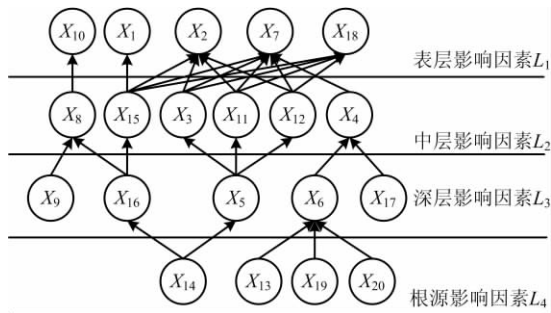 X10 X1 X2 X7 X18
表层影响因素L1
X8 X15 X3 X11 X12 X4
中层影响因素L2
X9 X16 X5 X6 X17
深层影响因素L3
X14 X13 X19 X20
根源影响因素L4